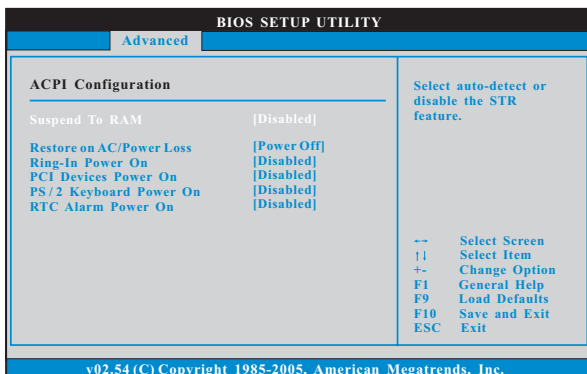 BIOS SETUP UTILITY
Advanced
ACPI Configuration
Suspend To RAM [Disabled]
Restore on AC/Power Loss [Power Off]
Ring-In Power On [Disabled]
PCI Devices Power On [Disabled]
PS / 2 Keyboard Power On [Disabled]
RTC Alarm Power On [Disabled]
Select auto-detect or
disable the STR
feature.
←→ Select Screen
↑↓ Select Item
+- Change Option
F1 General Help
F9 Load Defaults
F10 Save and Exit
ESC Exit
v02.54 (C) Copyright 1985-2005, American Megatrends, Inc.